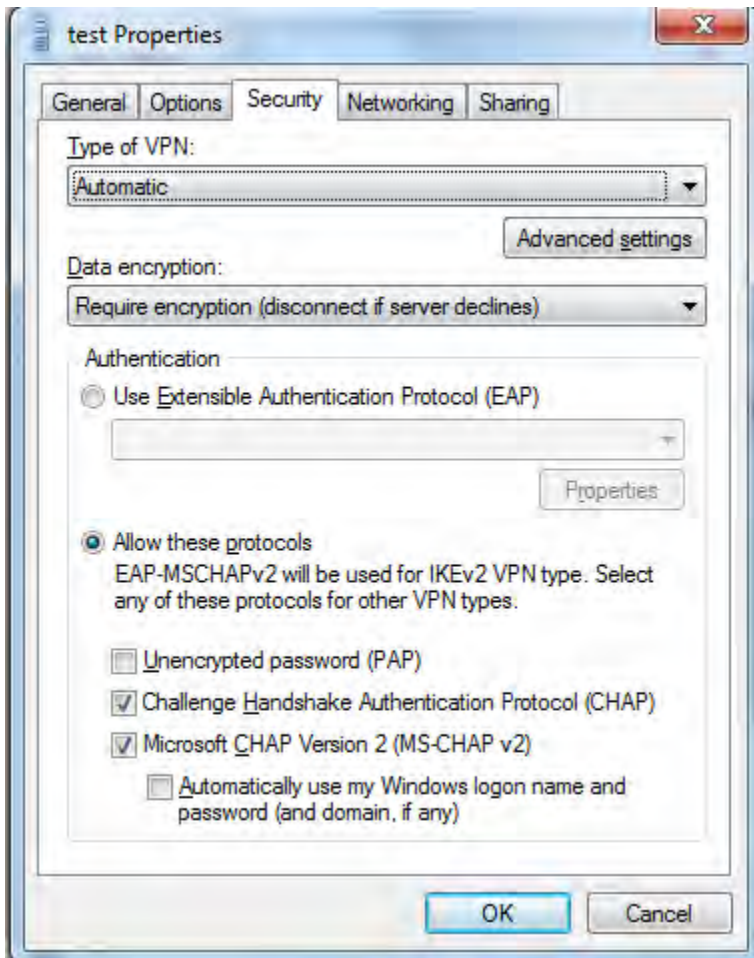 test Properties
General Options Security Networking Sharing
Type of VPN:
Automatic
Advanced settings
Data encryption:
Require encryption (disconnect if server declines)
Authentication
Use Extensible Authentication Protocol (EAP)
Properties
Allow these protocols
EAP-MSCHAPv2 will be used for IKEv2 VPN type. Select
any of these protocols for other VPN types.
Unencrypted password (PAP)
Challenge Handshake Authentication Protocol (CHAP)
Microsoft CHAP Version 2 (MS-CHAP v2)
Automatically use my Windows logon name and
password (and domain, if any)
OK Cancel